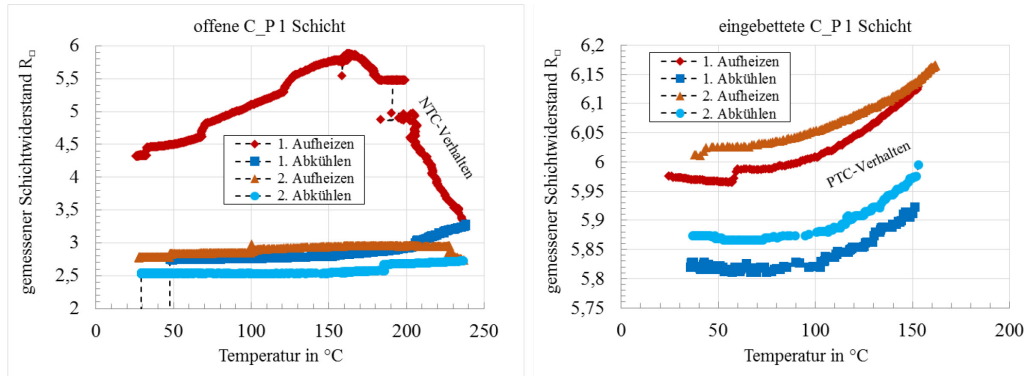 offene C_P 1 Schicht
gemessener Schichtwiderstand R□
6
5,5
5
4,5
4
3,5
3
2,5
2
NTC-Verhalten
1. Aufheizen
1. Abkühlen
2. Aufheizen
2. Abkühlen
0 50 100 150 200 250
Temperatur in °C
eingebettete C_P 1 Schicht
gemessener Schichtwiderstand R□
6,2
6,15
6,1
6,05
6
5,95
5,9
5,85
5,8
5,75
1. Aufheizen
1. Abkühlen
2. Aufheizen
2. Abkühlen
PTC-Verhalten
0 50 100 150 200
Temperatur in °C